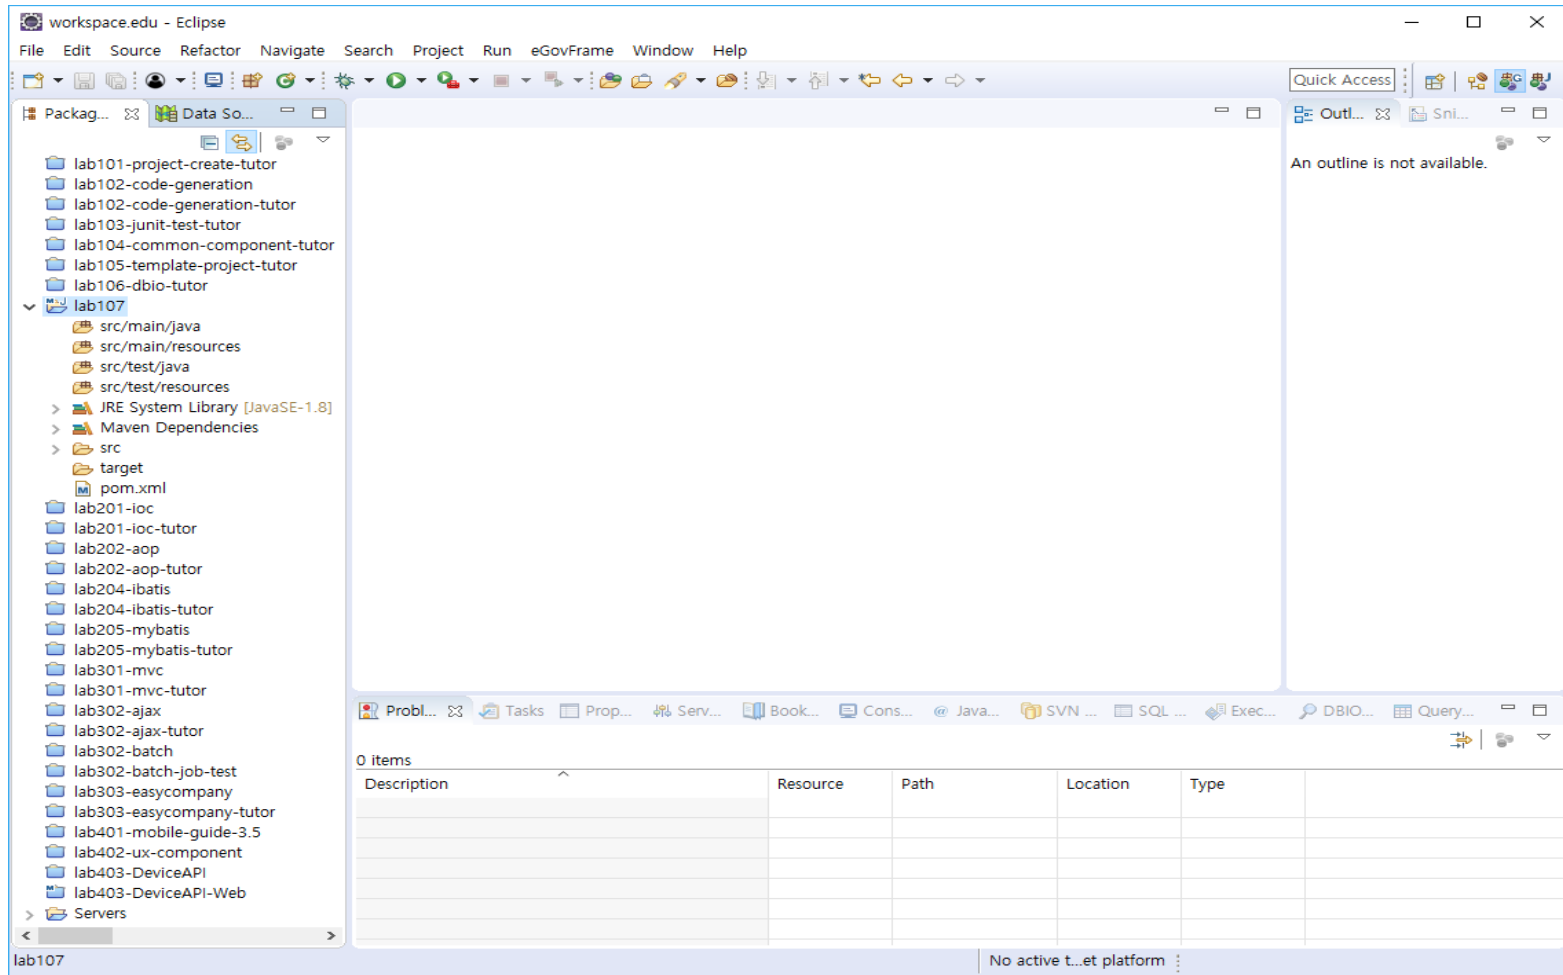 workspace.edu - Eclipse
File Edit Source Refactor Navigate Search Project Run eGovFrame Window Help
Quick Access
Packag... Data So...
lab101-project-create-tutor
lab102-code-generation
lab102-code-generation-tutor
lab103-junit-test-tutor
lab104-common-component-tutor
lab105-template-project-tutor
lab106-dbio-tutor
lab107
src/main/java
src/main/resources
src/test/java
src/test/resources
JRE System Library [JavaSE-1.8]
Maven Dependencies
src
target
pom.xml
lab201-ioc
lab201-ioc-tutor
lab202-aop
lab202-aop-tutor
lab204-ibatis
lab204-ibatis-tutor
lab205-mybatis
lab205-mybatis-tutor
lab301-mvc
lab301-mvc-tutor
lab302-ajax
lab302-ajax-tutor
lab302-batch
lab302-batch-job-test
lab303-easycompany
lab303-easycompany-tutor
lab401-mobile-guide-3.5
lab402-ux-component
lab403-DeviceAPI
lab403-DeviceAPI-Web
Servers
Outl... Sni...
An outline is not available.
Probl... Tasks Prop... Serv... Book... Cons... Java... SVN ... SQL ... Exec... DBIO... Query...
0 items
Description Resource Path Location Type
lab107
No active t...et platform